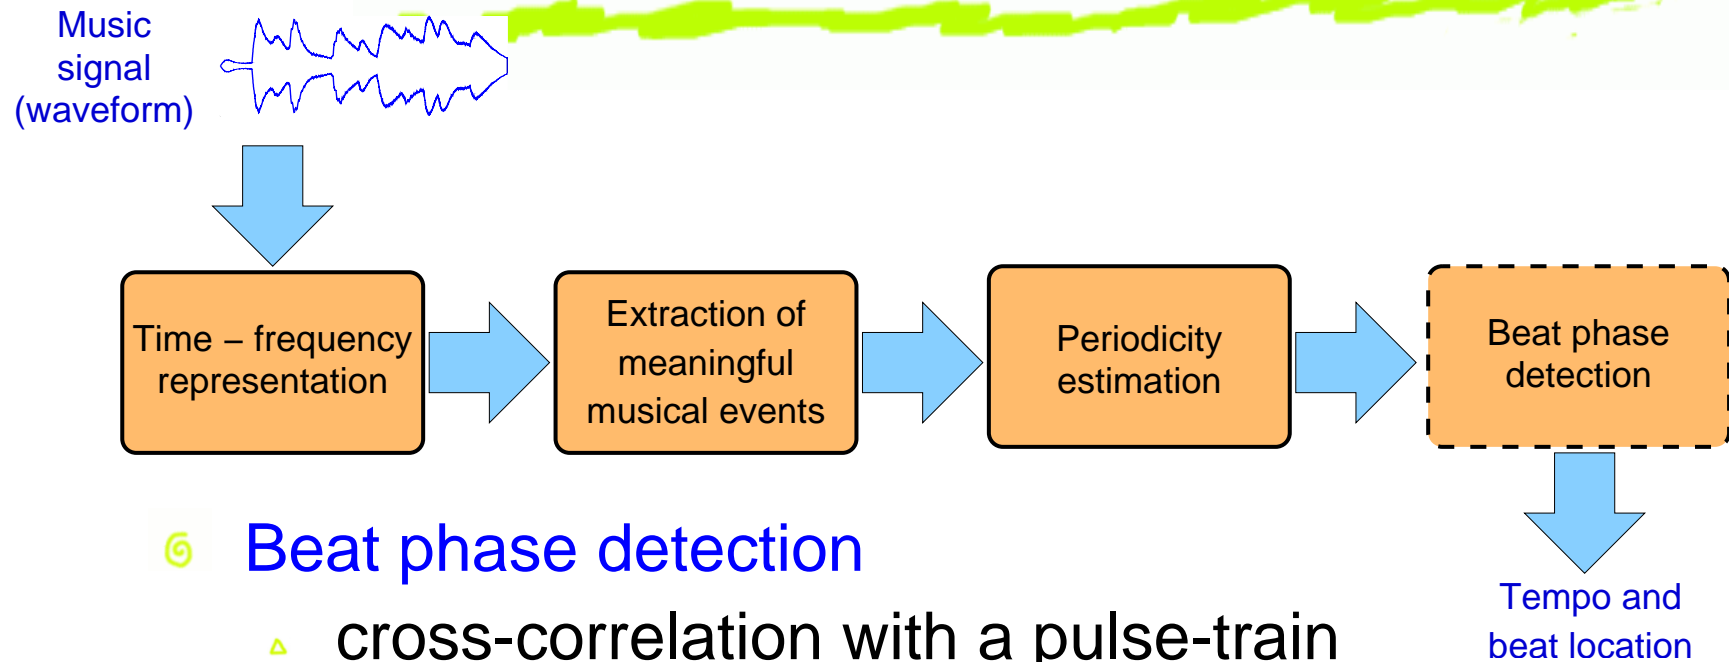 Music
signal
(waveform)
Time – frequency
representation
Extraction of
meaningful
musical events
Periodicity
estimation
Beat phase
detection
Beat phase detection
cross-correlation with a pulse-train
Tempo and
beat location